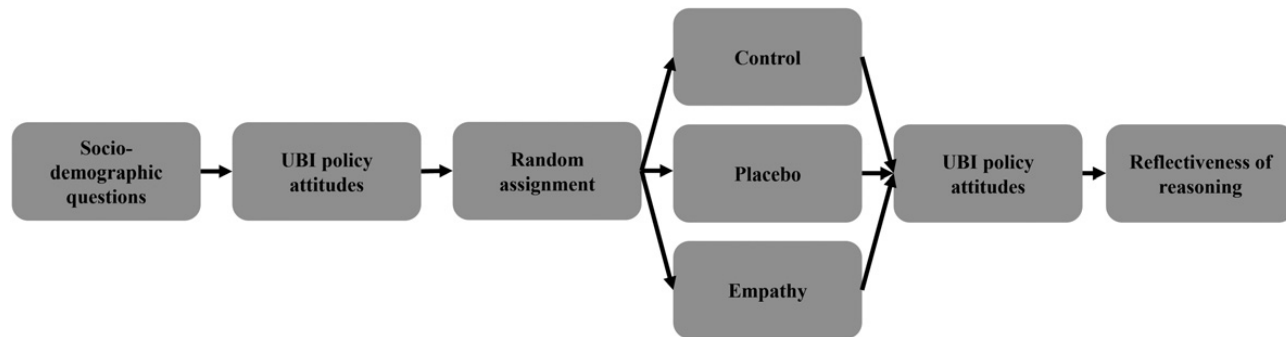 Socio-
demographic
questions
UBI policy
attitudes
Random
assignment
Control
Placebo
Empathy
UBI policy
attitudes
Reflectiveness of
reasoning